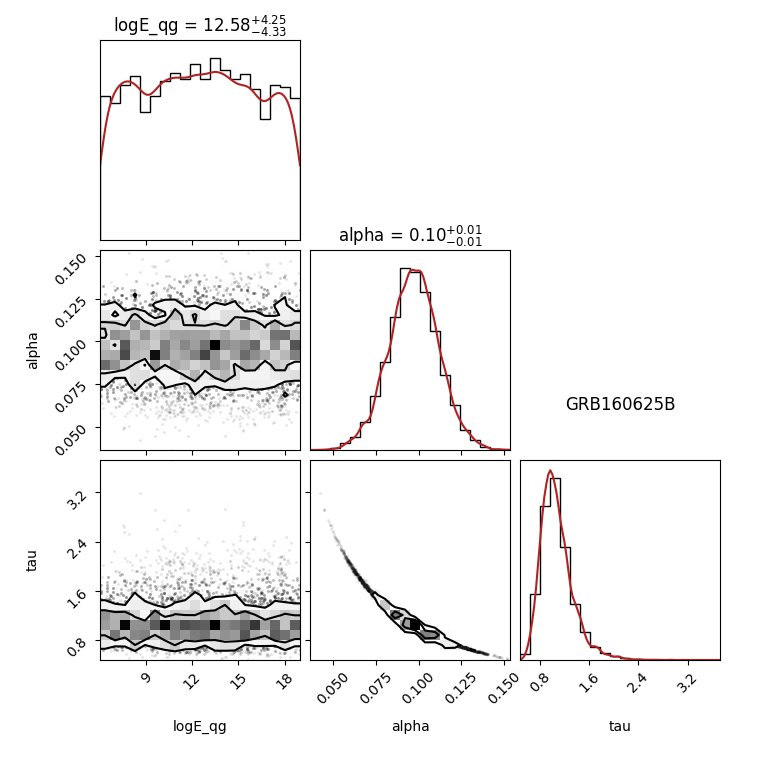 logE_qg = 12.58+4.25−4.33
alpha = 0.10+0.01−0.01
0.150
0.125
0.100
0.075
0.050
alpha
GRB160625B
3.2
2.4
1.6
0.8
tau
9 12 15 18
0.050 0.075 0.100 0.125 0.150
0.8 1.6 2.4 3.2
logE_qg alpha tau